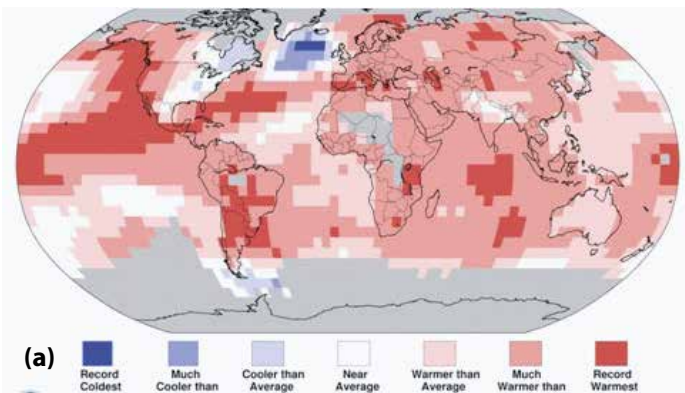 (a)
Record Much Cooler than Near Warmer than Much Record
Coldest Cooler than Average Average Average Warmer than Warmest